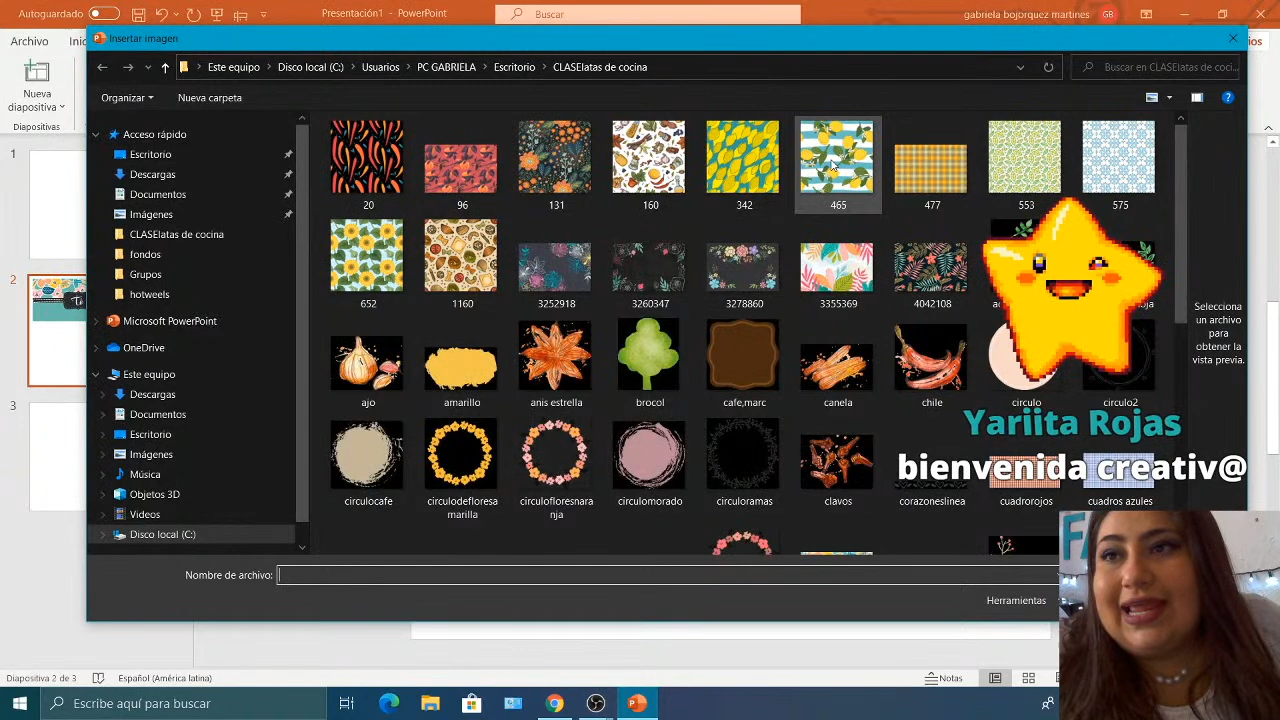 Autoguardado
Presentación1 - PowerPoint
Buscar
gabriela bojorquez martines
GB
Archivo
Insertar imagen
Este equipo
Disco local (C:)
Usuarios
PC GABRIELA
Escritorio
CLASElatas de cocina
Buscar en CLASElatas de coci...
Nueva
diapositiva
Diapositivas
Organizar
Nueva carpeta
Acceso rápido
Escritorio
Descargas
Documentos
Imágenes
CLASElatas de cocina
fondos
Grupos
hotweels
Microsoft PowerPoint
OneDrive
Este equipo
Descargas
Documentos
Escritorio
Imágenes
Música
Objetos 3D
Videos
Disco local (C:)
1
2
3
20
96
131
160
342
465
477
553
575
652
1160
3252918
3260347
3278860
3355369
4042108
ajo
amarillo
anis estrella
brocol
cafe,marc
canela
chile
circulo
circulo2
circulocafe
circulodefloresa
marilla
circulofloresnara
nja
circulomorado
circuloramas
clavos
corazoneslinea
cuadrorojos
cuadros azules
Selecciona
un archivo
para
obtener la
vista previa.
Yariita Rojas
bienvenida creativ@
Nombre de archivo:
Herramientas
Diapositiva 2 de 3
Español (América latina)
Notas
Escribe aquí para buscar